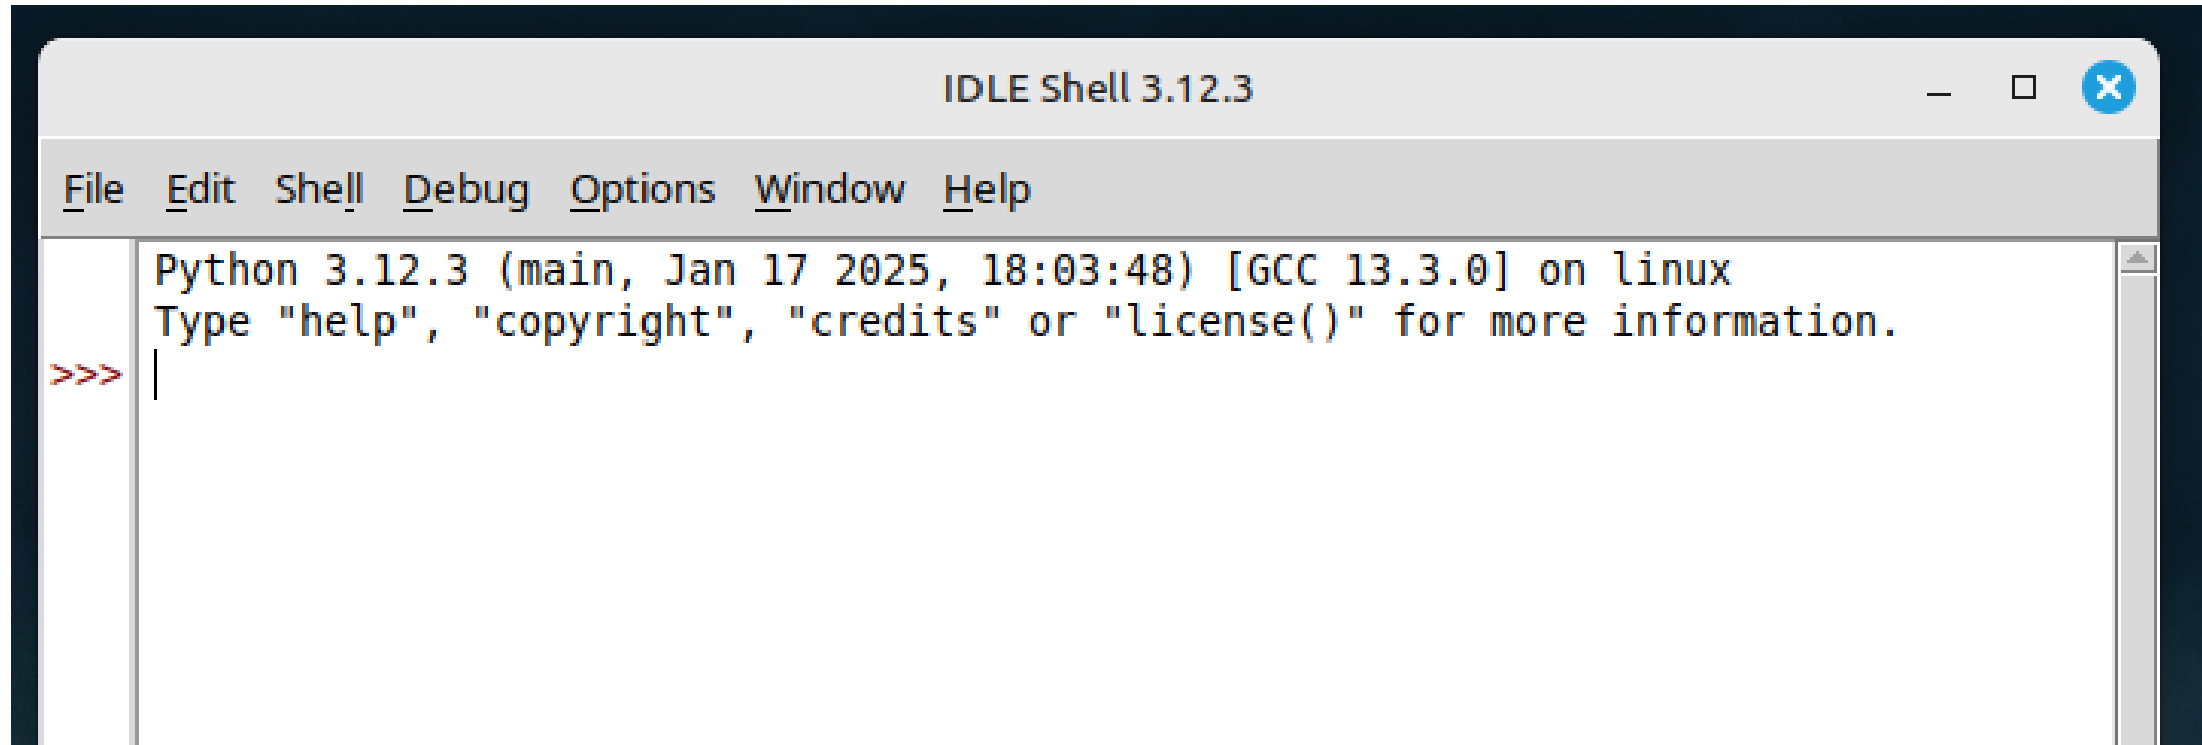 IDLE Shell 3.12.3
File Edit Shell Debug Options Window Help
Python 3.12.3 (main, Jan 17 2025, 18:03:48) [GCC 13.3.0] on linux
Type "help", "copyright", "credits" or "license()" for more information.
>>>